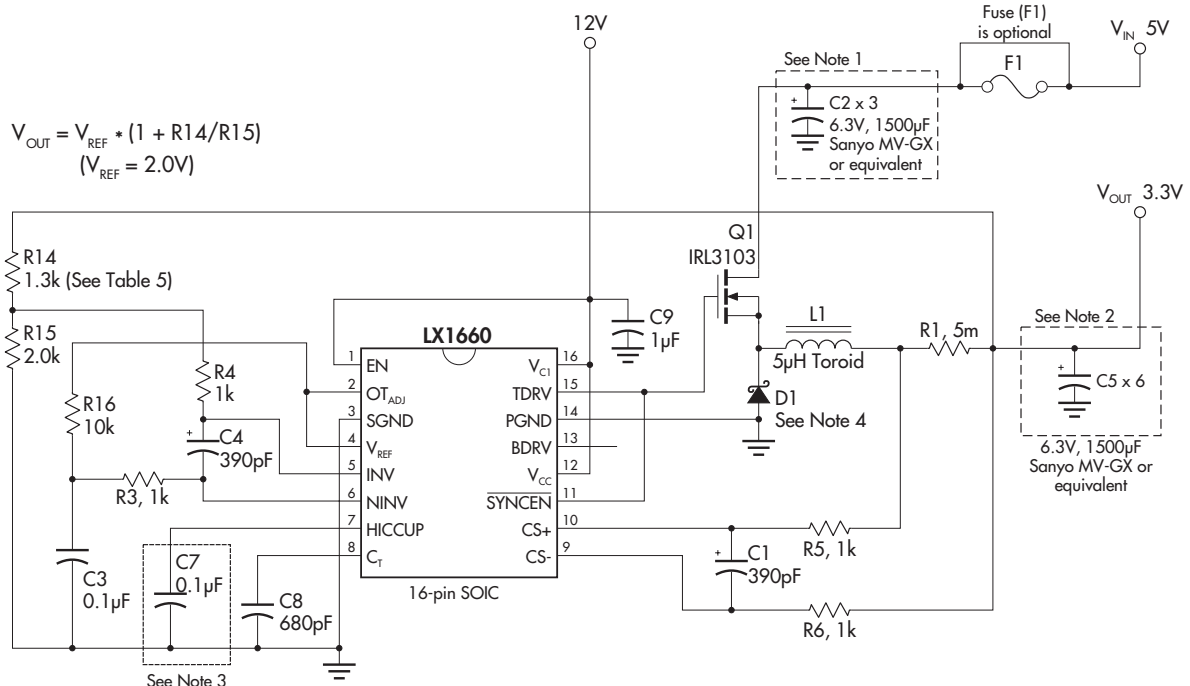 12V
Fuse (F1)
is optional
F1
V_IN 5V
See Note 1
+
C2 x 3
6.3V, 1500µF
Sanyo MV-GX
or equivalent
V_OUT = V_REF * (1 + R14/R15)
(V_REF = 2.0V)
V_OUT 3.3V
Q1
IRL3103
R14
1.3k (See Table 5)
R15
2.0k
R16
10k
R4
1k
+
C4
390pF
R3, 1k
C3
0.1µF
C7
0.1µF
See Note 3
C8
680pF
LX1660
1 EN
2 OT_ADJ
3 SGND
4 V_REF
5 INV
6 NINV
7 HICCUP
8 C_T
16 V_C1
15 TDRV
14 PGND
13 BDRV
12 V_CC
11 SYNCEN
10 CS+
9 CS-
16-pin SOIC
C9
1µF
L1
5µH Toroid
R1, 5m
D1
See Note 4
See Note 2
+
C5 x 6
6.3V, 1500µF
Sanyo MV-GX or
equivalent
+
C1
390pF
R5, 1k
R6, 1k